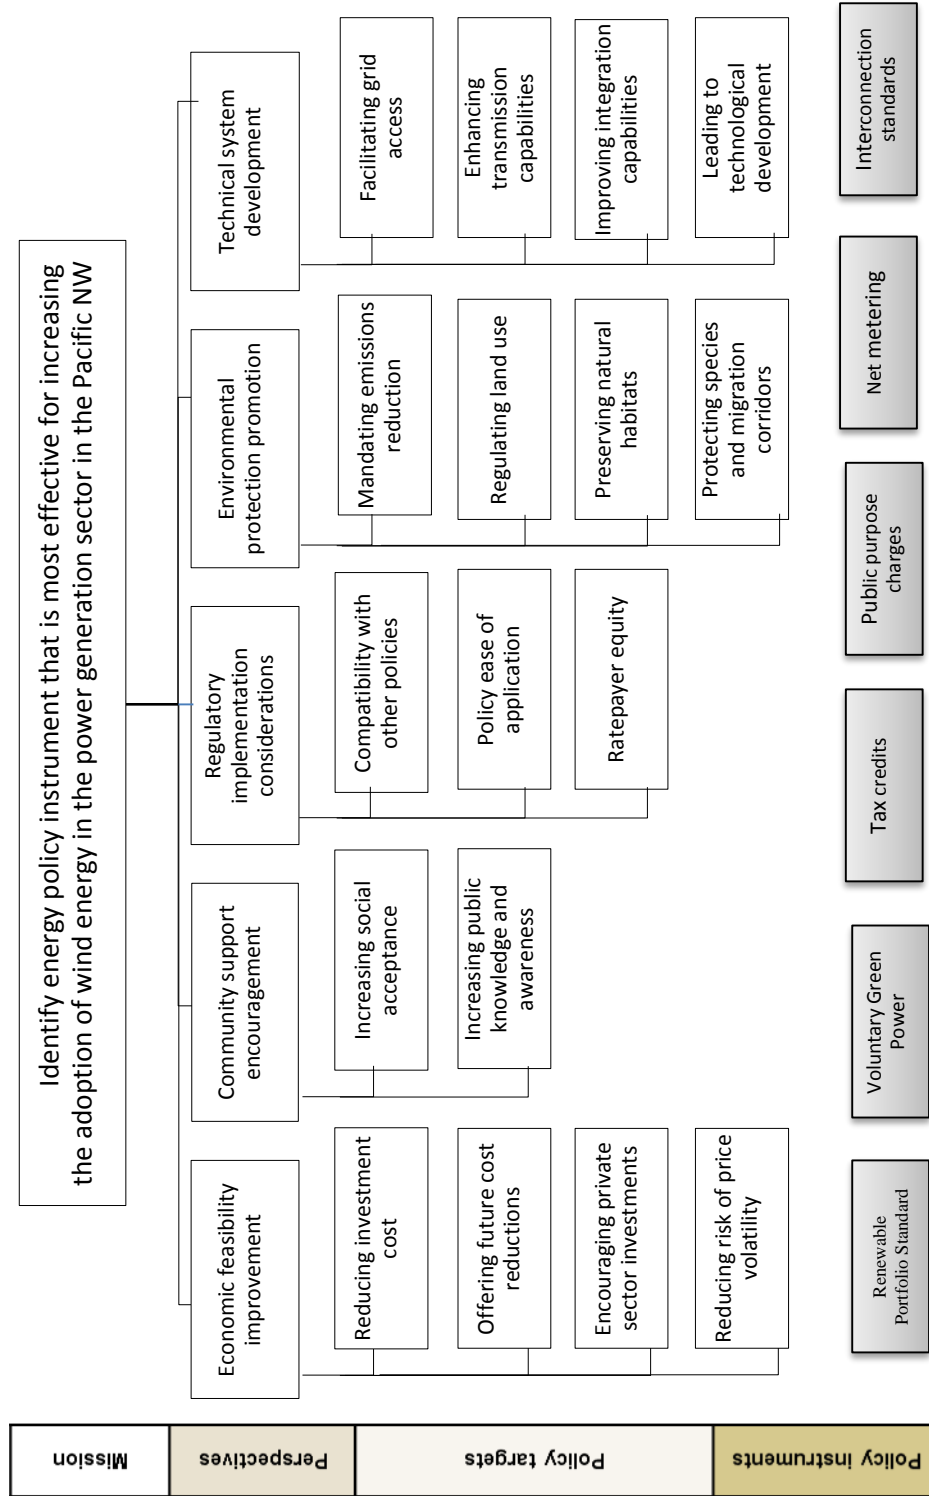 Identify energy policy instrument that is most effective for increasing
the adoption of wind energy in the power generation sector in the Pacific NW
Economic feasibility
improvement
Community support
encouragement
Regulatory
implementation
considerations
Environmental
protection promotion
Technical system
development
Reducing investment
cost
Offering future cost
reductions
Encouraging private
sector investments
Reducing risk of price
volatility
Increasing social
acceptance
Increasing public
knowledge and
awareness
Compatibility with
other policies
Policy ease of
application
Ratepayer equity
Mandating emissions
reduction
Regulating land use
Preserving natural
habitats
Protecting species
and migration
corridors
Facilitating grid
access
Enhancing
transmission
capabilities
Improving integration
capabilities
Leading to
technological
development
Renewable
Portfolio Standard
Voluntary Green
Power
Tax credits
Public purpose
charges
Net metering
Interconnection
standards
Mission
Perspectives
Policy targets
Policy instruments